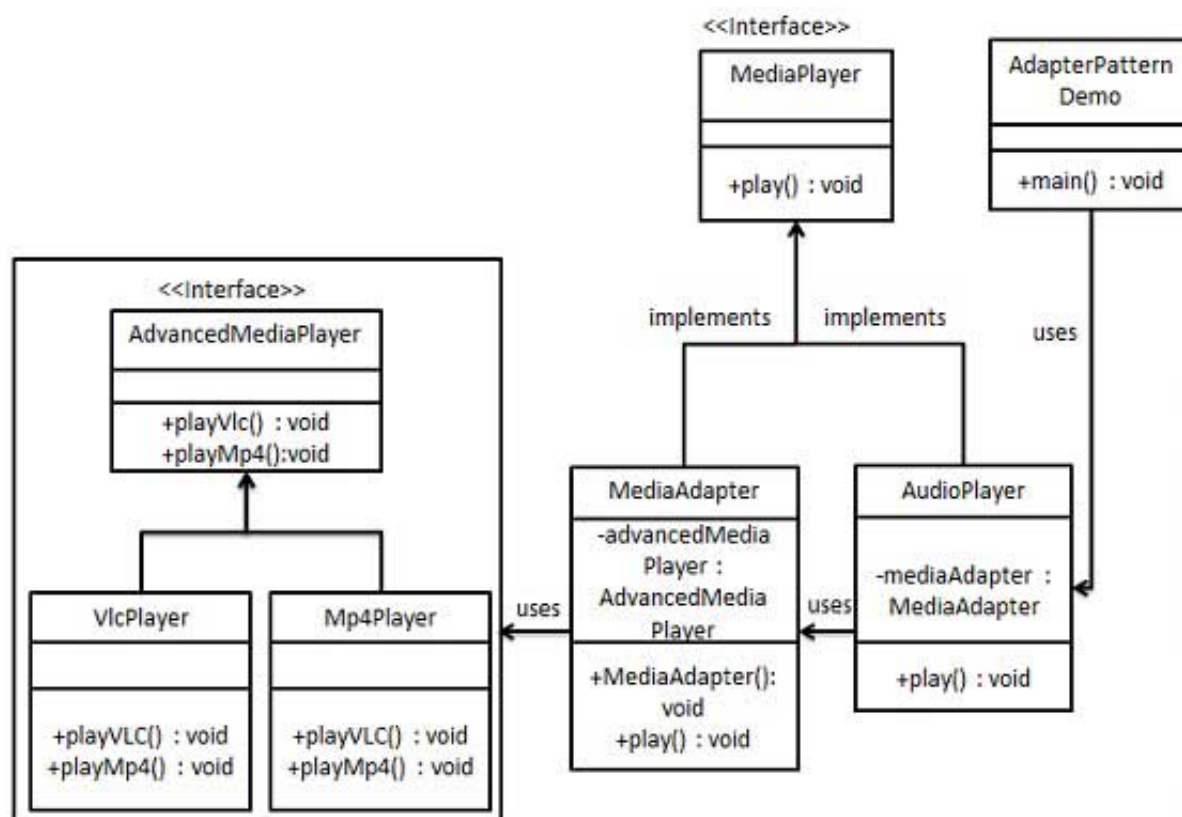 <<Interface>>
MediaPlayer
+play() : void
AdapterPattern
Demo
+main() : void
implements
implements
uses
<<Interface>>
AdvancedMediaPlayer
+playVlc() : void
+playMp4():void
VlcPlayer
+playVLC() : void
+playMp4() : void
Mp4Player
+playVLC() : void
+playMp4() : void
uses
MediaAdapter
-advancedMedia
Player :
AdvancedMedia
Player
+MediaAdapter():
void
+play() : void
uses
AudioPlayer
-mediaAdapter :
MediaAdapter
+play() : void